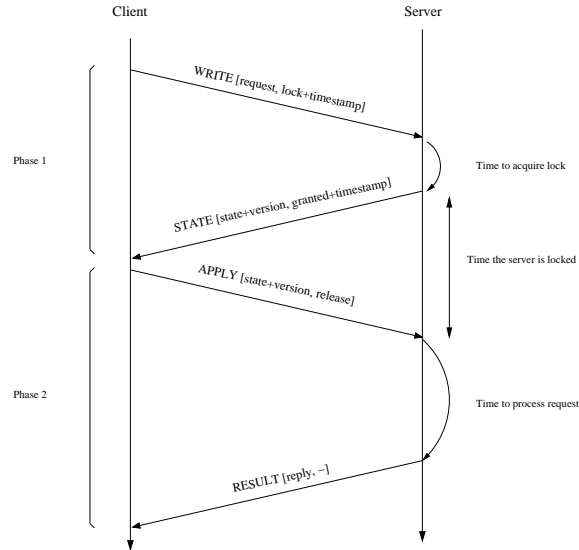 Client
Server
WRITE [request, lock+timestamp]
Phase 1
Time to acquire lock
STATE [state+version, granted+timestamp]
Time the server is locked
APPLY [state+version, release]
Phase 2
Time to process request
RESULT [reply, −]